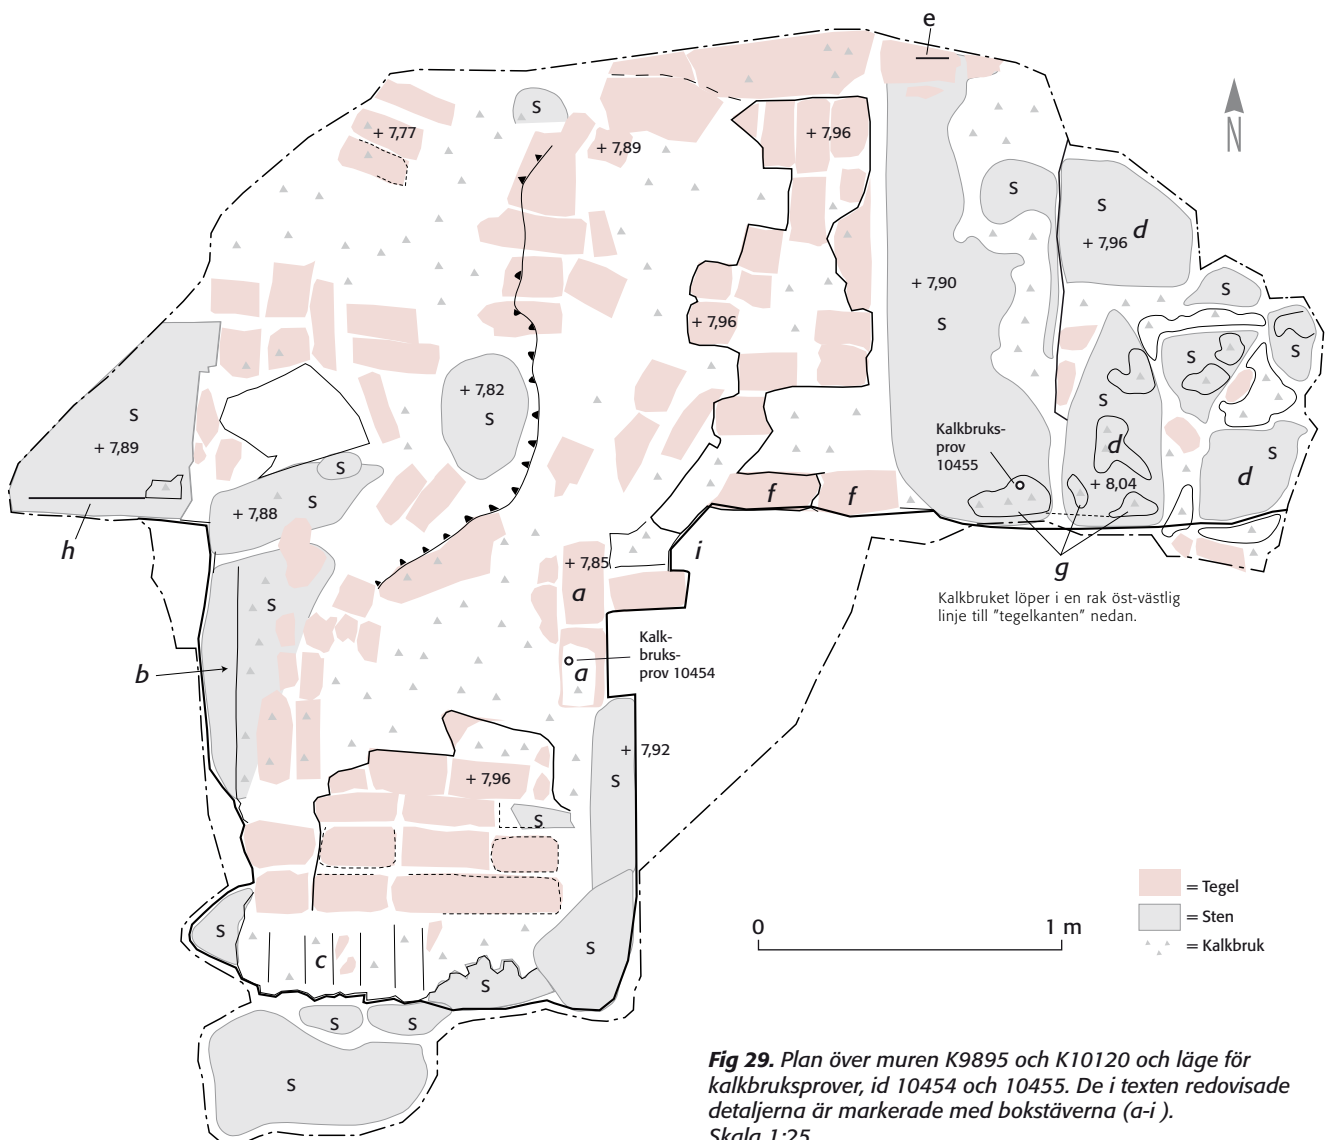 e
S
+ 7,77
+ 7,89
+ 7,96
N
S
S
+ 7,96
d
+ 7,90
S
S
+ 7,96
S
S
+ 7,82
S
S
+ 7,89
S
S
+ 7,88
h
Kalkbruks-
prov
10455
S
d
+ 8,04
S
d
f
f
i
g
Kalkbruket löper i en rak öst-västlig
linje till ”tegelkanten” nedan.
+ 7,85
a
S
b
Kalk-
bruks-
prov 10454
a
+ 7,92
S
+ 7,96
S
S
c
S
S
S
S
S
0
1 m
= Tegel
= Sten
= Kalkbruk
Fig 29. Plan över muren K9895 och K10120 och läge för
kalkbruksprover, id 10454 och 10455. De i texten redovisade
detaljerna är markerade med bokstäverna (a-i ).
Skala 1:25